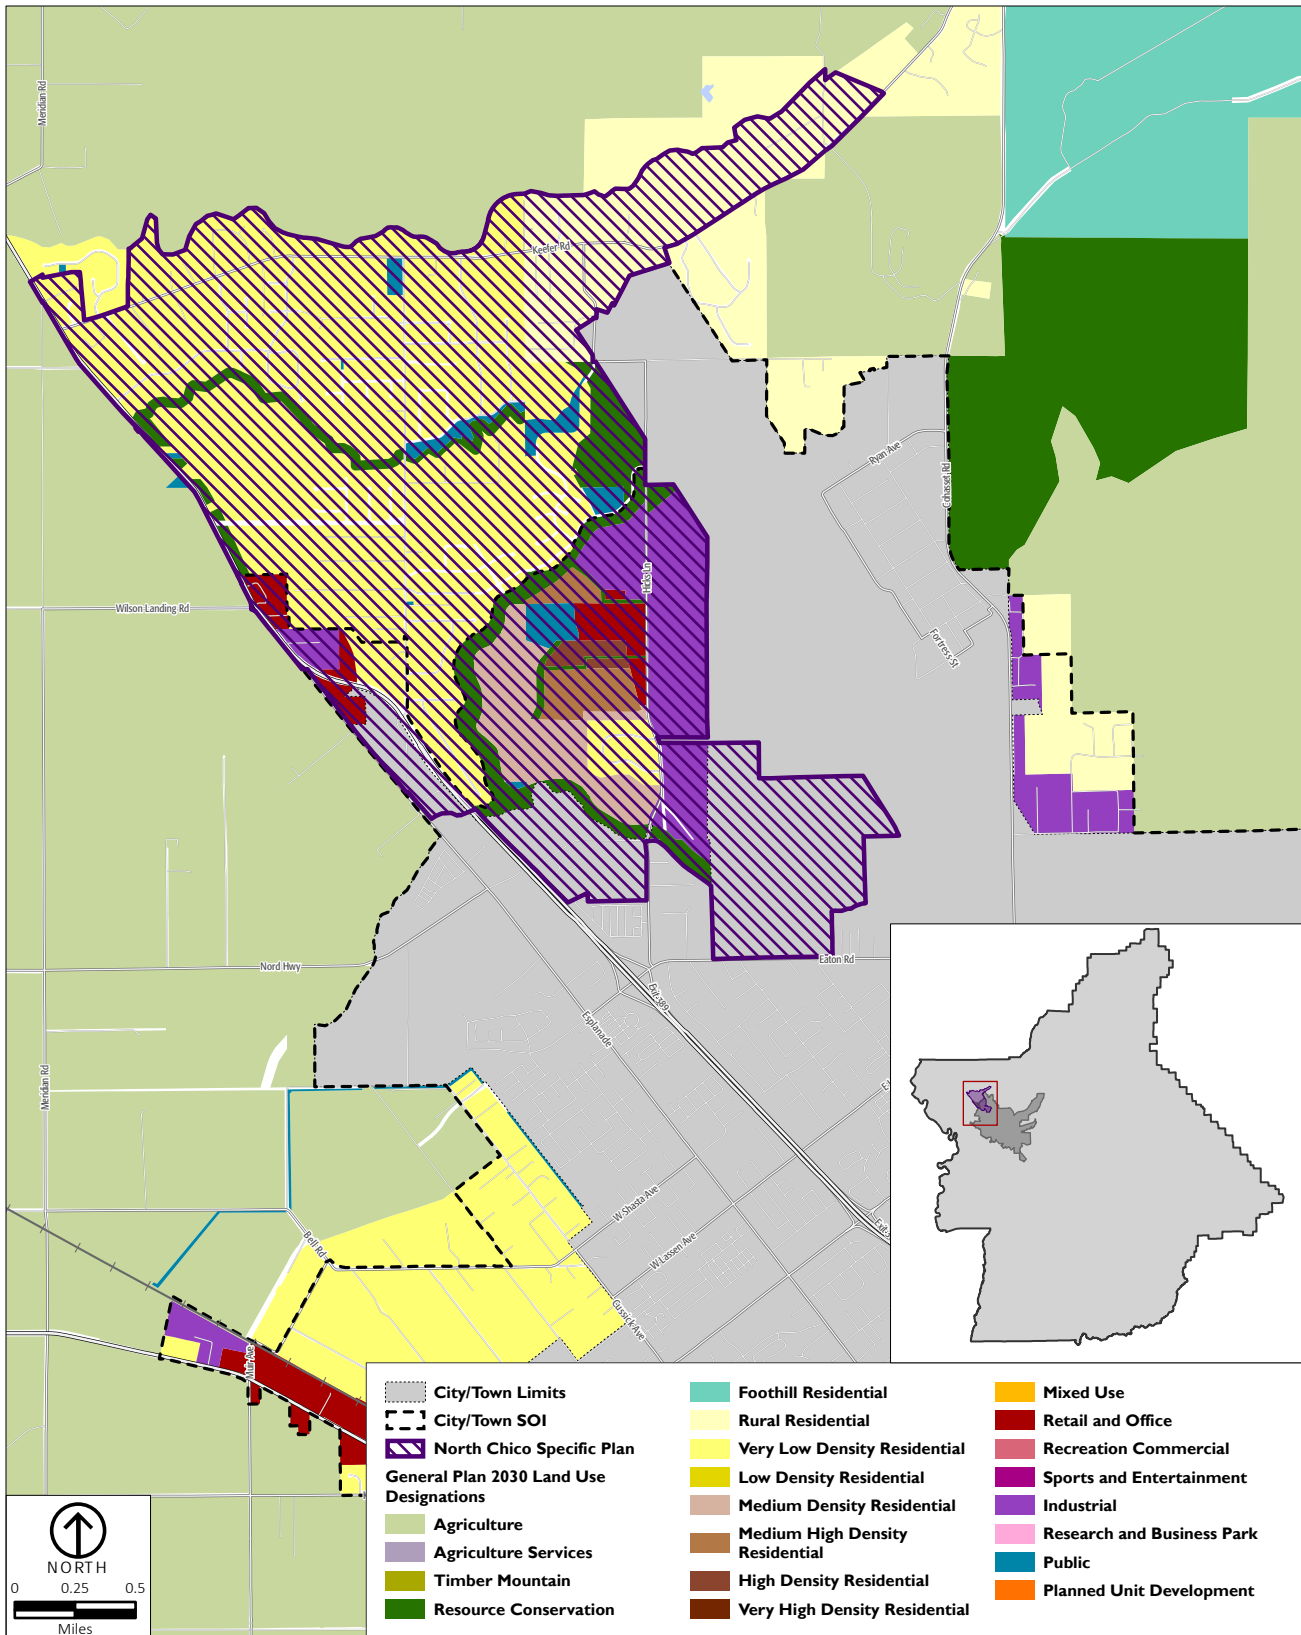 Meridian Rd
Keefer Rd
Ryan Ave
Cohasset Rd
Hicks Ln
Wilson Landing Rd
Fortress St
Nord Hwy
Eaton Rd
Exit 389
Esplanade
Meridian Rd
W Shasta Ave
Bell Rd
W Lassen Ave
Cussick Ave
Muir Ave
City/Town Limits
City/Town SOI
North Chico Specific Plan
General Plan 2030 Land Use
Designations
Agriculture
Agriculture Services
Timber Mountain
Resource Conservation
Foothill Residential
Rural Residential
Very Low Density Residential
Low Density Residential
Medium Density Residential
Medium High Density
Residential
High Density Residential
Very High Density Residential
Mixed Use
Retail and Office
Recreation Commercial
Sports and Entertainment
Industrial
Research and Business Park
Public
Planned Unit Development
NORTH
0 0.25 0.5
Miles